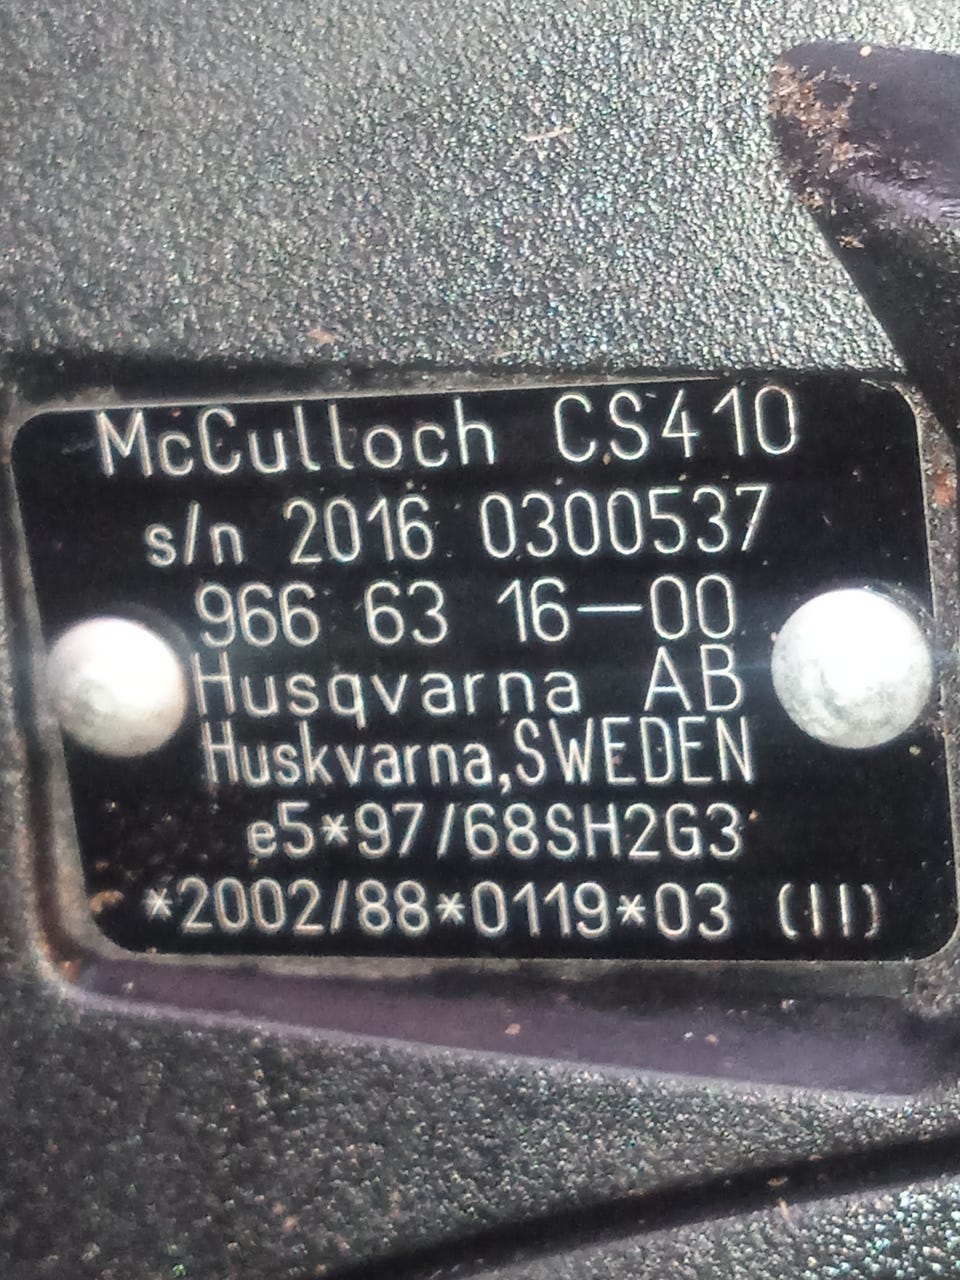 McCulloch CS410
s/n 2016 0300537
966 63 16-00
Husqvarna AB
Huskvarna,SWEDEN
e5*97/68SH2G3
*2002/88*0119*03 (II)